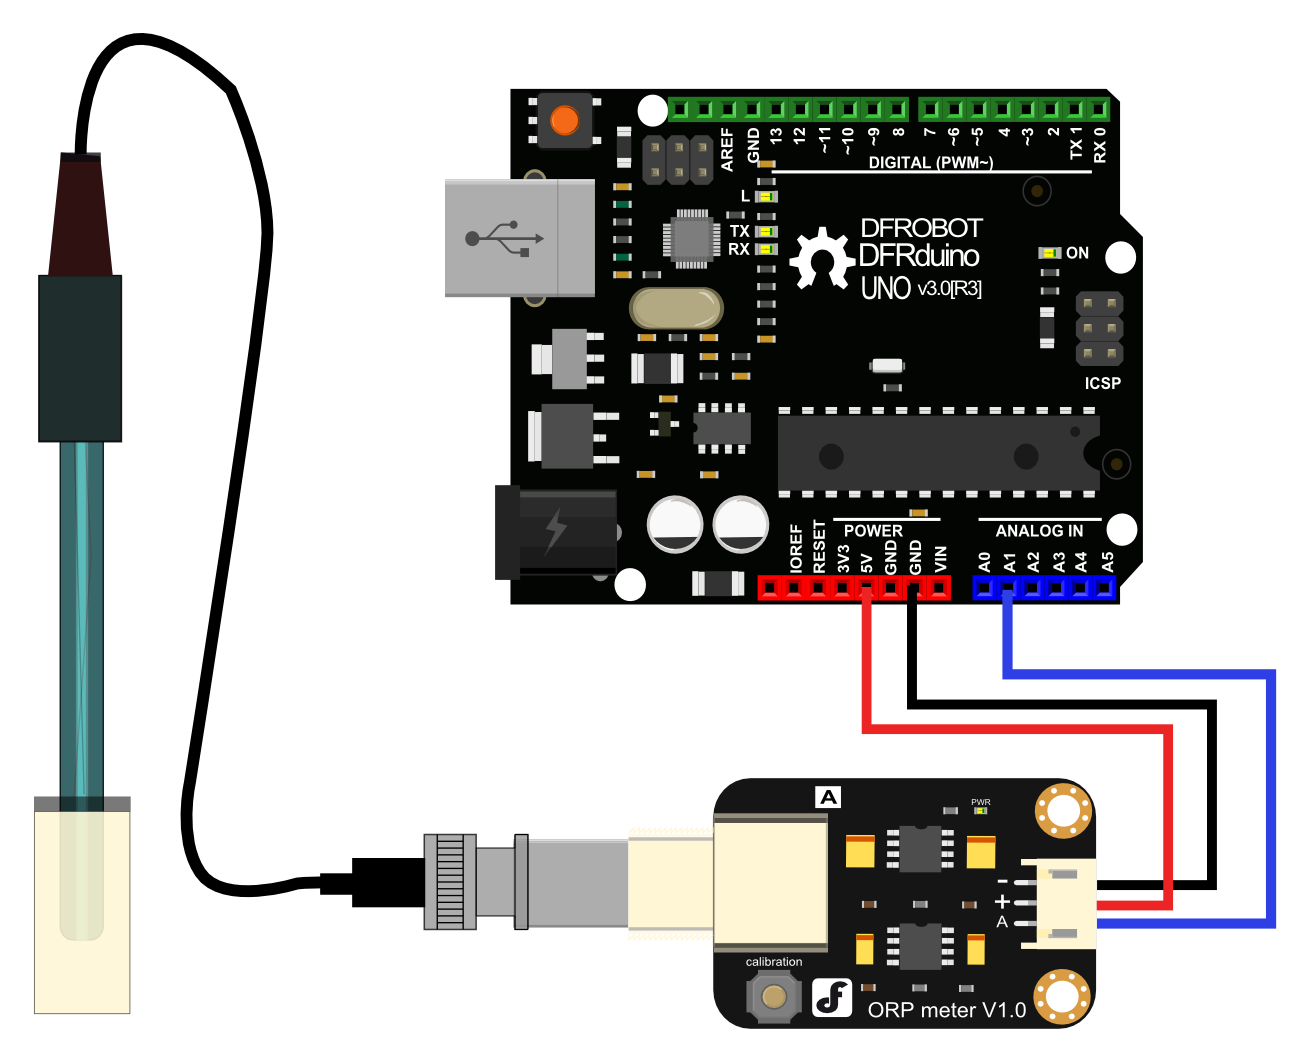 AREF
GND
13
12
~11
~10
~9
8
7
~6
~5
4
~3
2
TX 1
RX 0
DIGITAL (PWM~)
L
TX
RX
DFROBOT
DFRduino
UNO v3.0[R3]
ON
ICSP
POWER
ANALOG IN
IOREF
RESET
3V3
5V
GND
GND
VIN
A0
A1
A2
A3
A4
A5
A
PWR
-
+
A
calibration
ORP meter V1.0